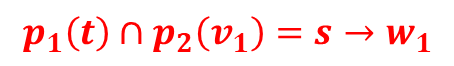 p₁(t) ∩ p₂(v₁) = s → w₁